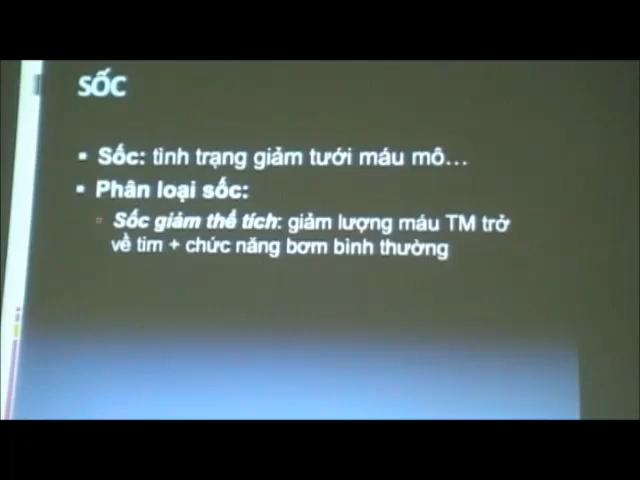 SỐC
Sốc: tình trạng giảm tưới máu mô…
Phân loại sốc:
Sốc giảm thể tích: giảm lượng máu TM trở
về tim + chức năng bơm bình thường